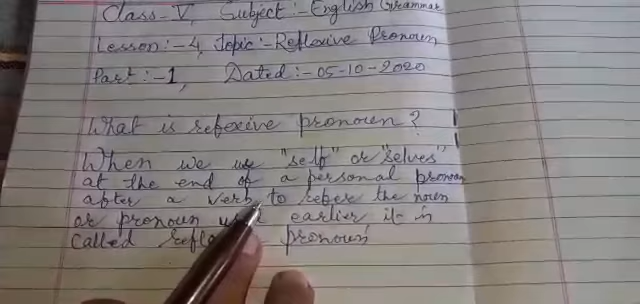 Class-V, Subject:-English Grammar
Lesson:-4, Topic:-Reflexive Pronoun
Part:-1, Dated:-05-10-2020
What is refexive pronoun?
When we use "self" or "selves"
at the end of a personal pronoun
after a verb to refere the noun
or pronoun earlier it is
called pronoun